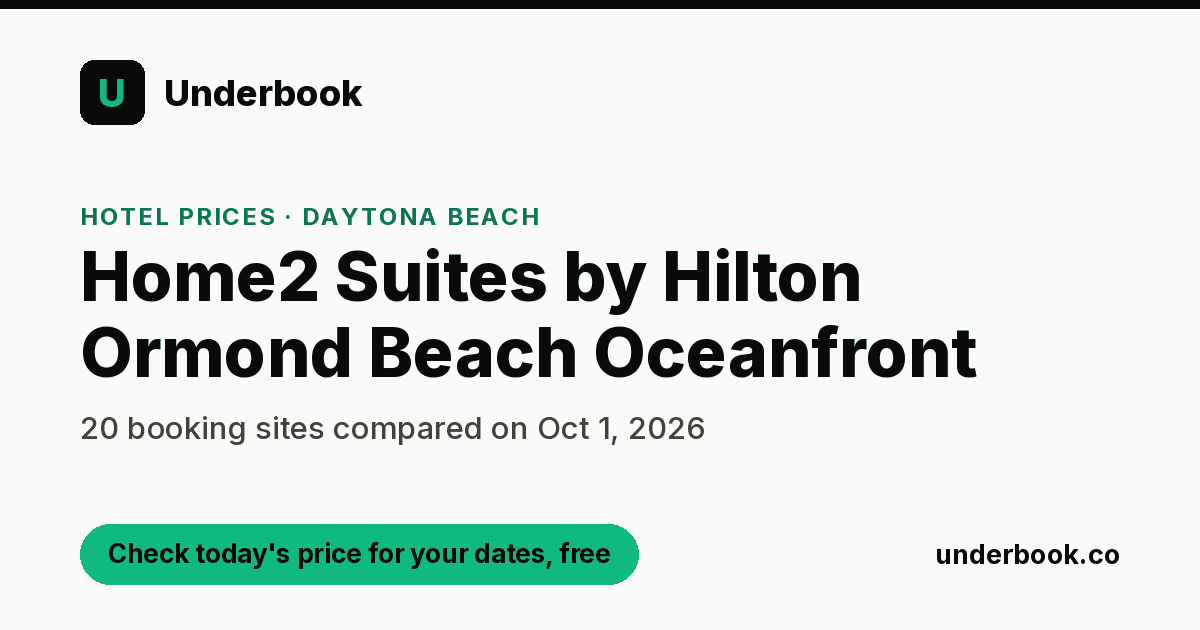 U Underbook
HOTEL PRICES · DAYTONA BEACH
Home2 Suites by Hilton
Ormond Beach Oceanfront
20 booking sites compared on Oct 1, 2026
Check today's price for your dates, free
underbook.co